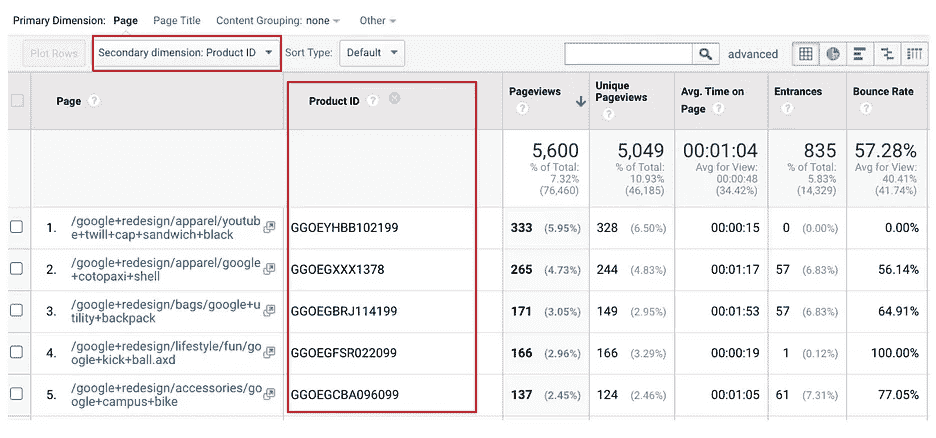 Primary Dimension: Page Page Title Content Grouping: none Other
Plot Rows Secondary dimension: Product ID Sort Type: Default advanced
Page ? Product ID ? Pageviews ? Unique Pageviews ? Avg. Time on Page ? Entrances ? Bounce Rate ?
5,600 5,049 00:01:04 835 57.28%
% of Total: 7.32% (76,460) % of Total: 10.93% (46,185) Avg for View: 00:00:48 (34.42%) % of Total: 5.83% (14,329) Avg for View: 40.41% (41.74%)
1. /google+redesign/apparel/youtub
e+twill+cap+sandwich+black GGOEYHBB102199 333 (5.95%) 328 (6.50%) 00:00:15 0 (0.00%) 0.00%
2. /google+redesign/apparel/google
+cotopaxi+shell GGOEGXXX1378 265 (4.73%) 244 (4.83%) 00:01:17 57 (6.83%) 56.14%
3. /google+redesign/bags/google+u
tility+backpack GGOEGBRJ114199 171 (3.05%) 149 (2.95%) 00:01:53 57 (6.83%) 64.91%
4. /google+redesign/lifestyle/fun/go
ogle+kick+ball.axd GGOEGFSR022099 166 (2.96%) 166 (3.29%) 00:00:19 1 (0.12%) 100.00%
5. /google+redesign/accessories/go
ogle+campus+bike GGOEGCBA096099 137 (2.45%) 124 (2.46%) 00:01:05 61 (7.31%) 77.05%